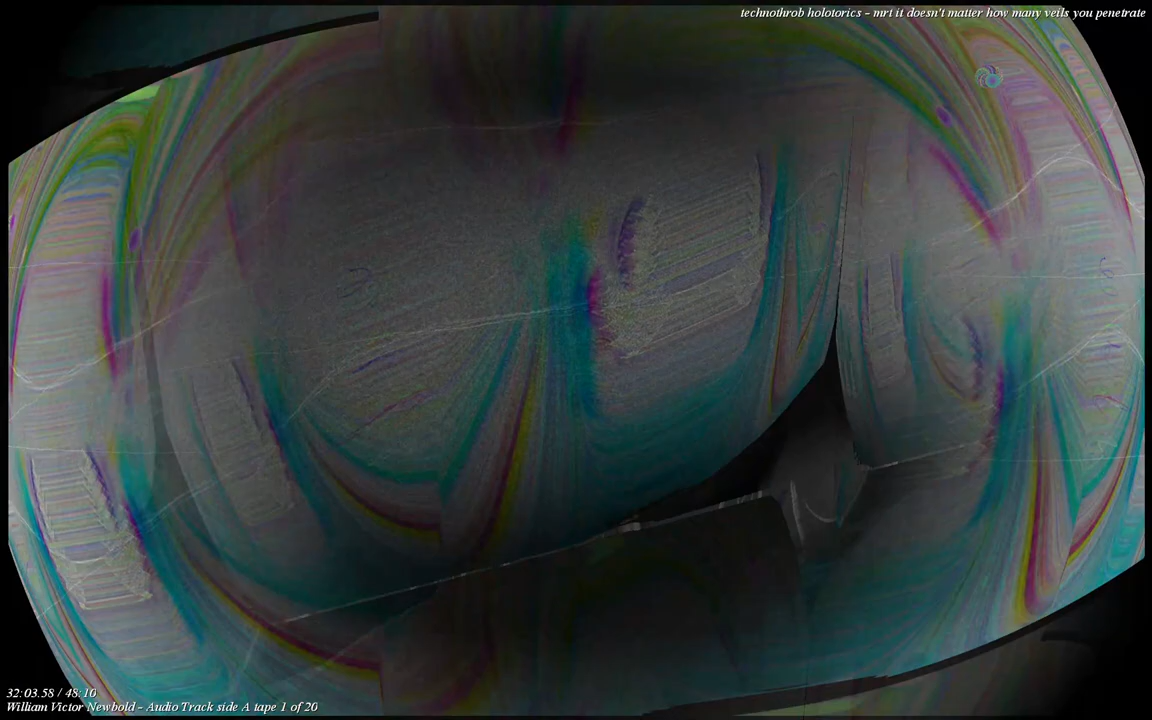 technothrob holotorics - mrt it doesn't matter how many veils you penetrate
32:03.58 / 48:10
William Victor Newbold - Audio Track side A tape 1 of 20